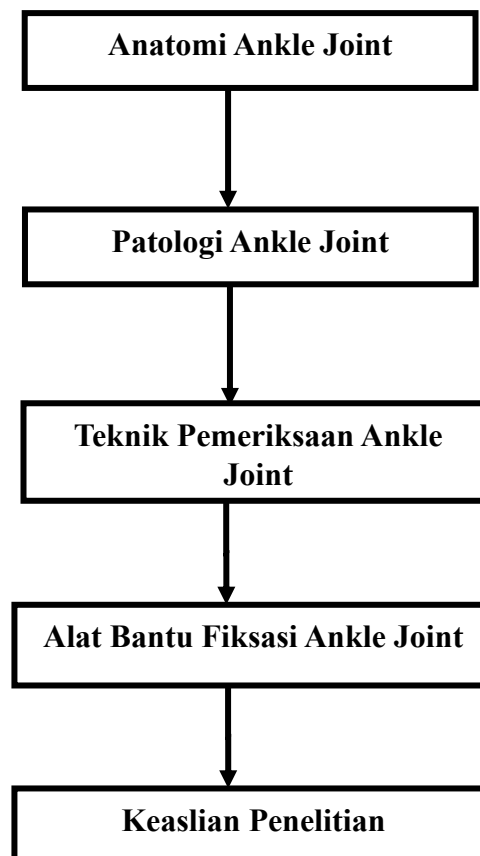 Anatomi Ankle Joint
Patologi Ankle Joint
Teknik Pemeriksaan Ankle
Joint
Alat Bantu Fiksasi Ankle Joint
Keaslian Penelitian